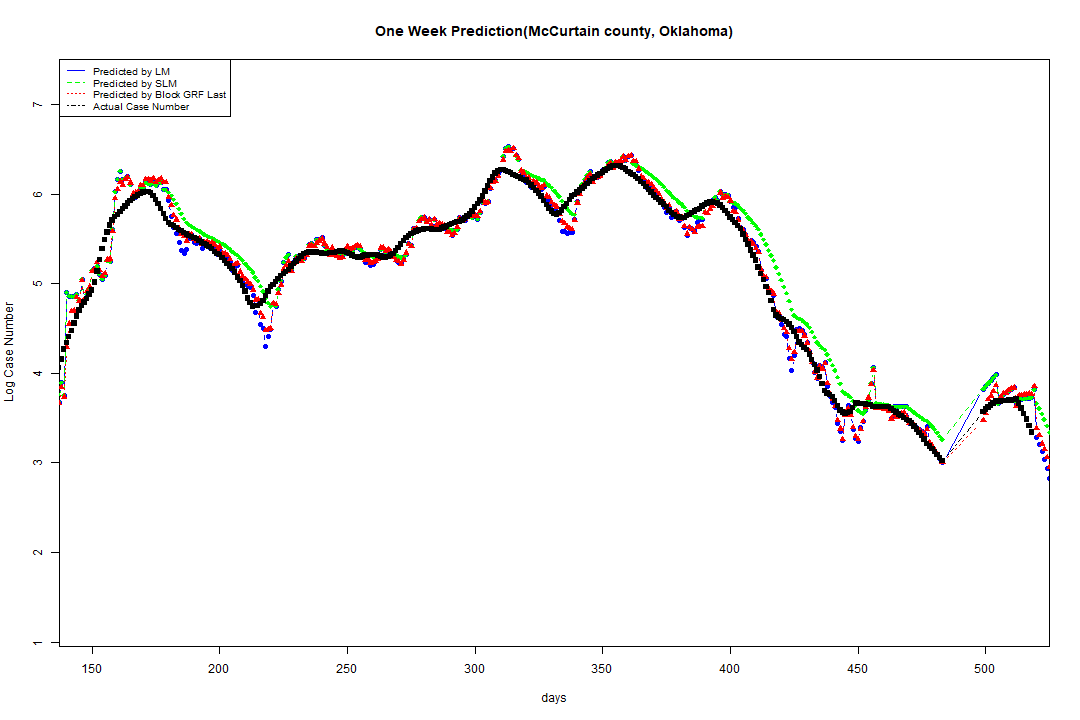 One Week Prediction(McCurtain county, Oklahoma)
Predicted by LM
Predicted by SLM
Predicted by Block GRF Last
Actual Case Number
7
6
5
4
3
2
1
Log Case Number
150 200 250 300 350 400 450 500
days